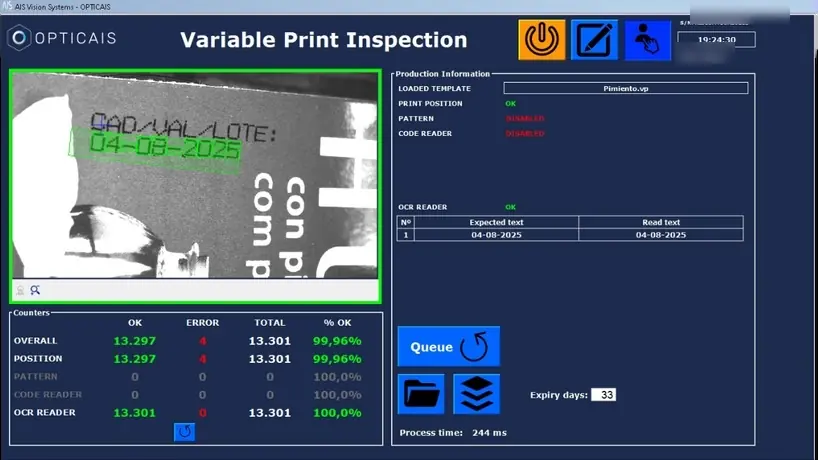 AIS Vision Systems - OPTICAIS
OPTICAIS
Variable Print Inspection
19:24:30
CAD/VAL/LOTE:
04-08-2025
con pi
com p
Production Information
LOADED TEMPLATE Pimiento.vp
PRINT POSITION OK
PATTERN DISABLED
CODE READER DISABLED
OCR READER OK
Nº Expected text Read text
1 04-08-2025 04-08-2025
Counters
OK ERROR TOTAL % OK
OVERALL 13.297 4 13.301 99,96%
POSITION 13.297 4 13.301 99,96%
PATTERN 0 0 0 100,0%
CODE READER 0 0 0 100,0%
OCR READER 13.301 0 13.301 100,0%
Queue
Expiry days: 33
Process time: 244 ms